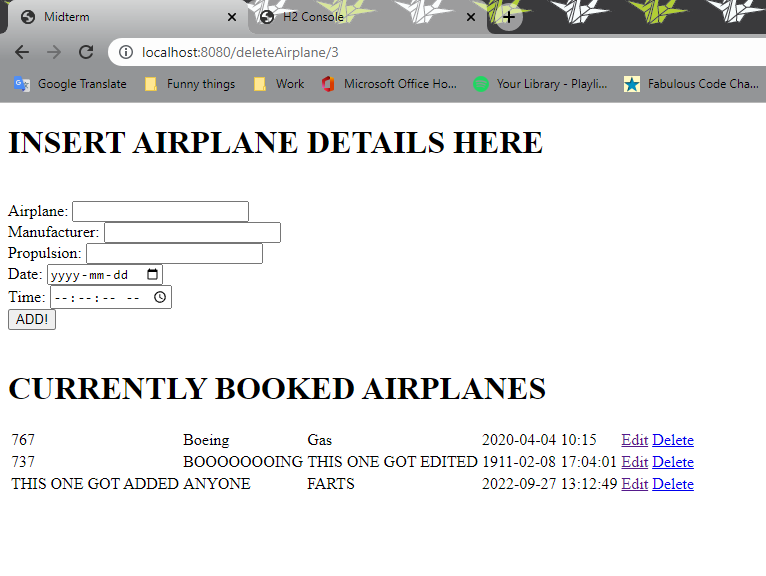 Midterm
H2 Console
localhost:8080/deleteAirplane/3
Google Translate Funny things Work Microsoft Office Ho... Your Library - Playli... Fabulous Code Cha...
INSERT AIRPLANE DETAILS HERE
Airplane:
Manufacturer:
Propulsion:
Date: yyyy-mm-dd
Time: --:--:-- --
ADD!
CURRENTLY BOOKED AIRPLANES
767 Boeing Gas 2020-04-04 10:15 Edit Delete
737 BOOOOOOOING THIS ONE GOT EDITED 1911-02-08 17:04:01 Edit Delete
THIS ONE GOT ADDED ANYONE FARTS 2022-09-27 13:12:49 Edit Delete